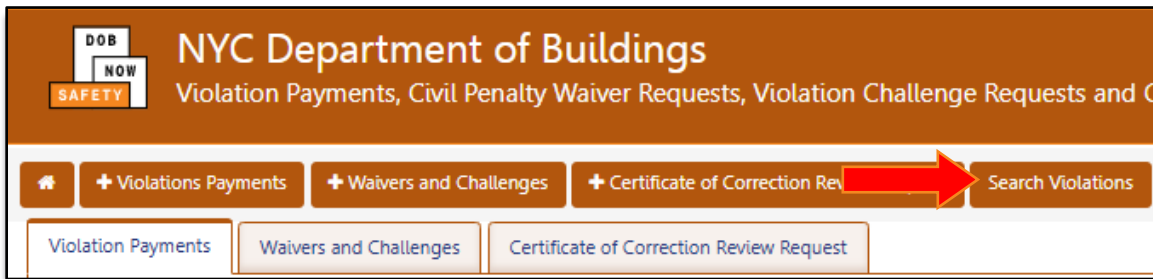 DOB
NOW
SAFETY
NYC Department of Buildings
Violation Payments, Civil Penalty Waiver Requests, Violation Challenge Requests and
+ Violations Payments
+ Waivers and Challenges
+ Certificate of Correction
Search Violations
Violation Payments
Waivers and Challenges
Certificate of Correction Review Request